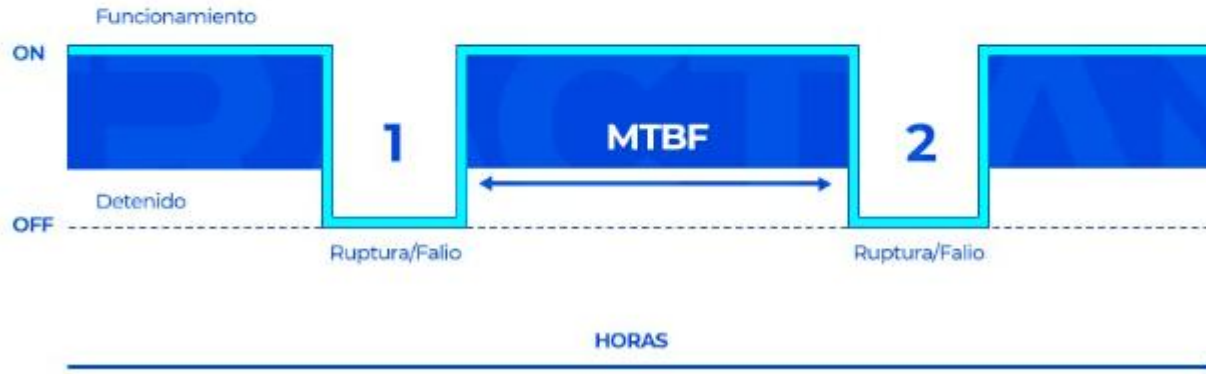 Funcionamiento
ON
1
MTBF
2
Detenido
OFF
Ruptura/Falio
Ruptura/Falio
HORAS